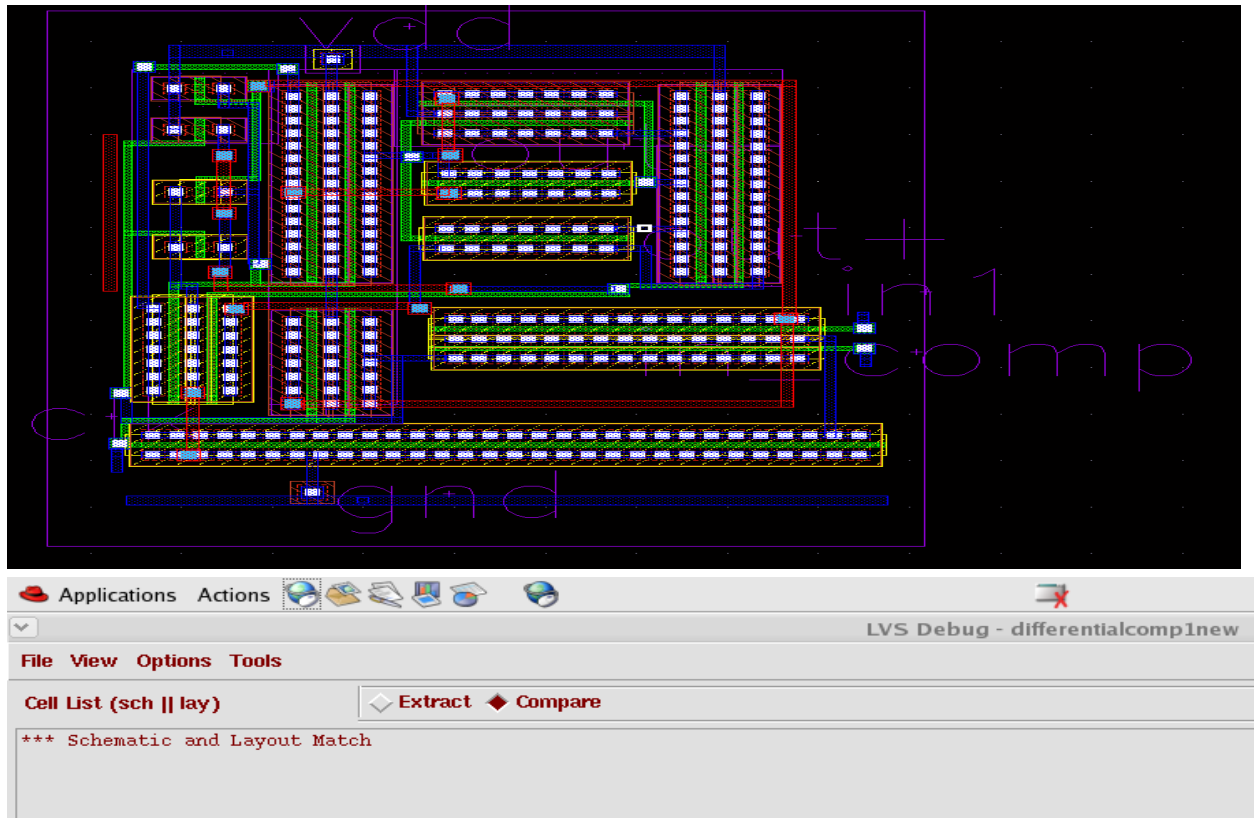 vdd
in1
comp
gnd
Applications Actions
LVS Debug - differentialcomp1new
File View Options Tools
Cell List (sch || lay)
Extract Compare
*** Schematic and Layout Match